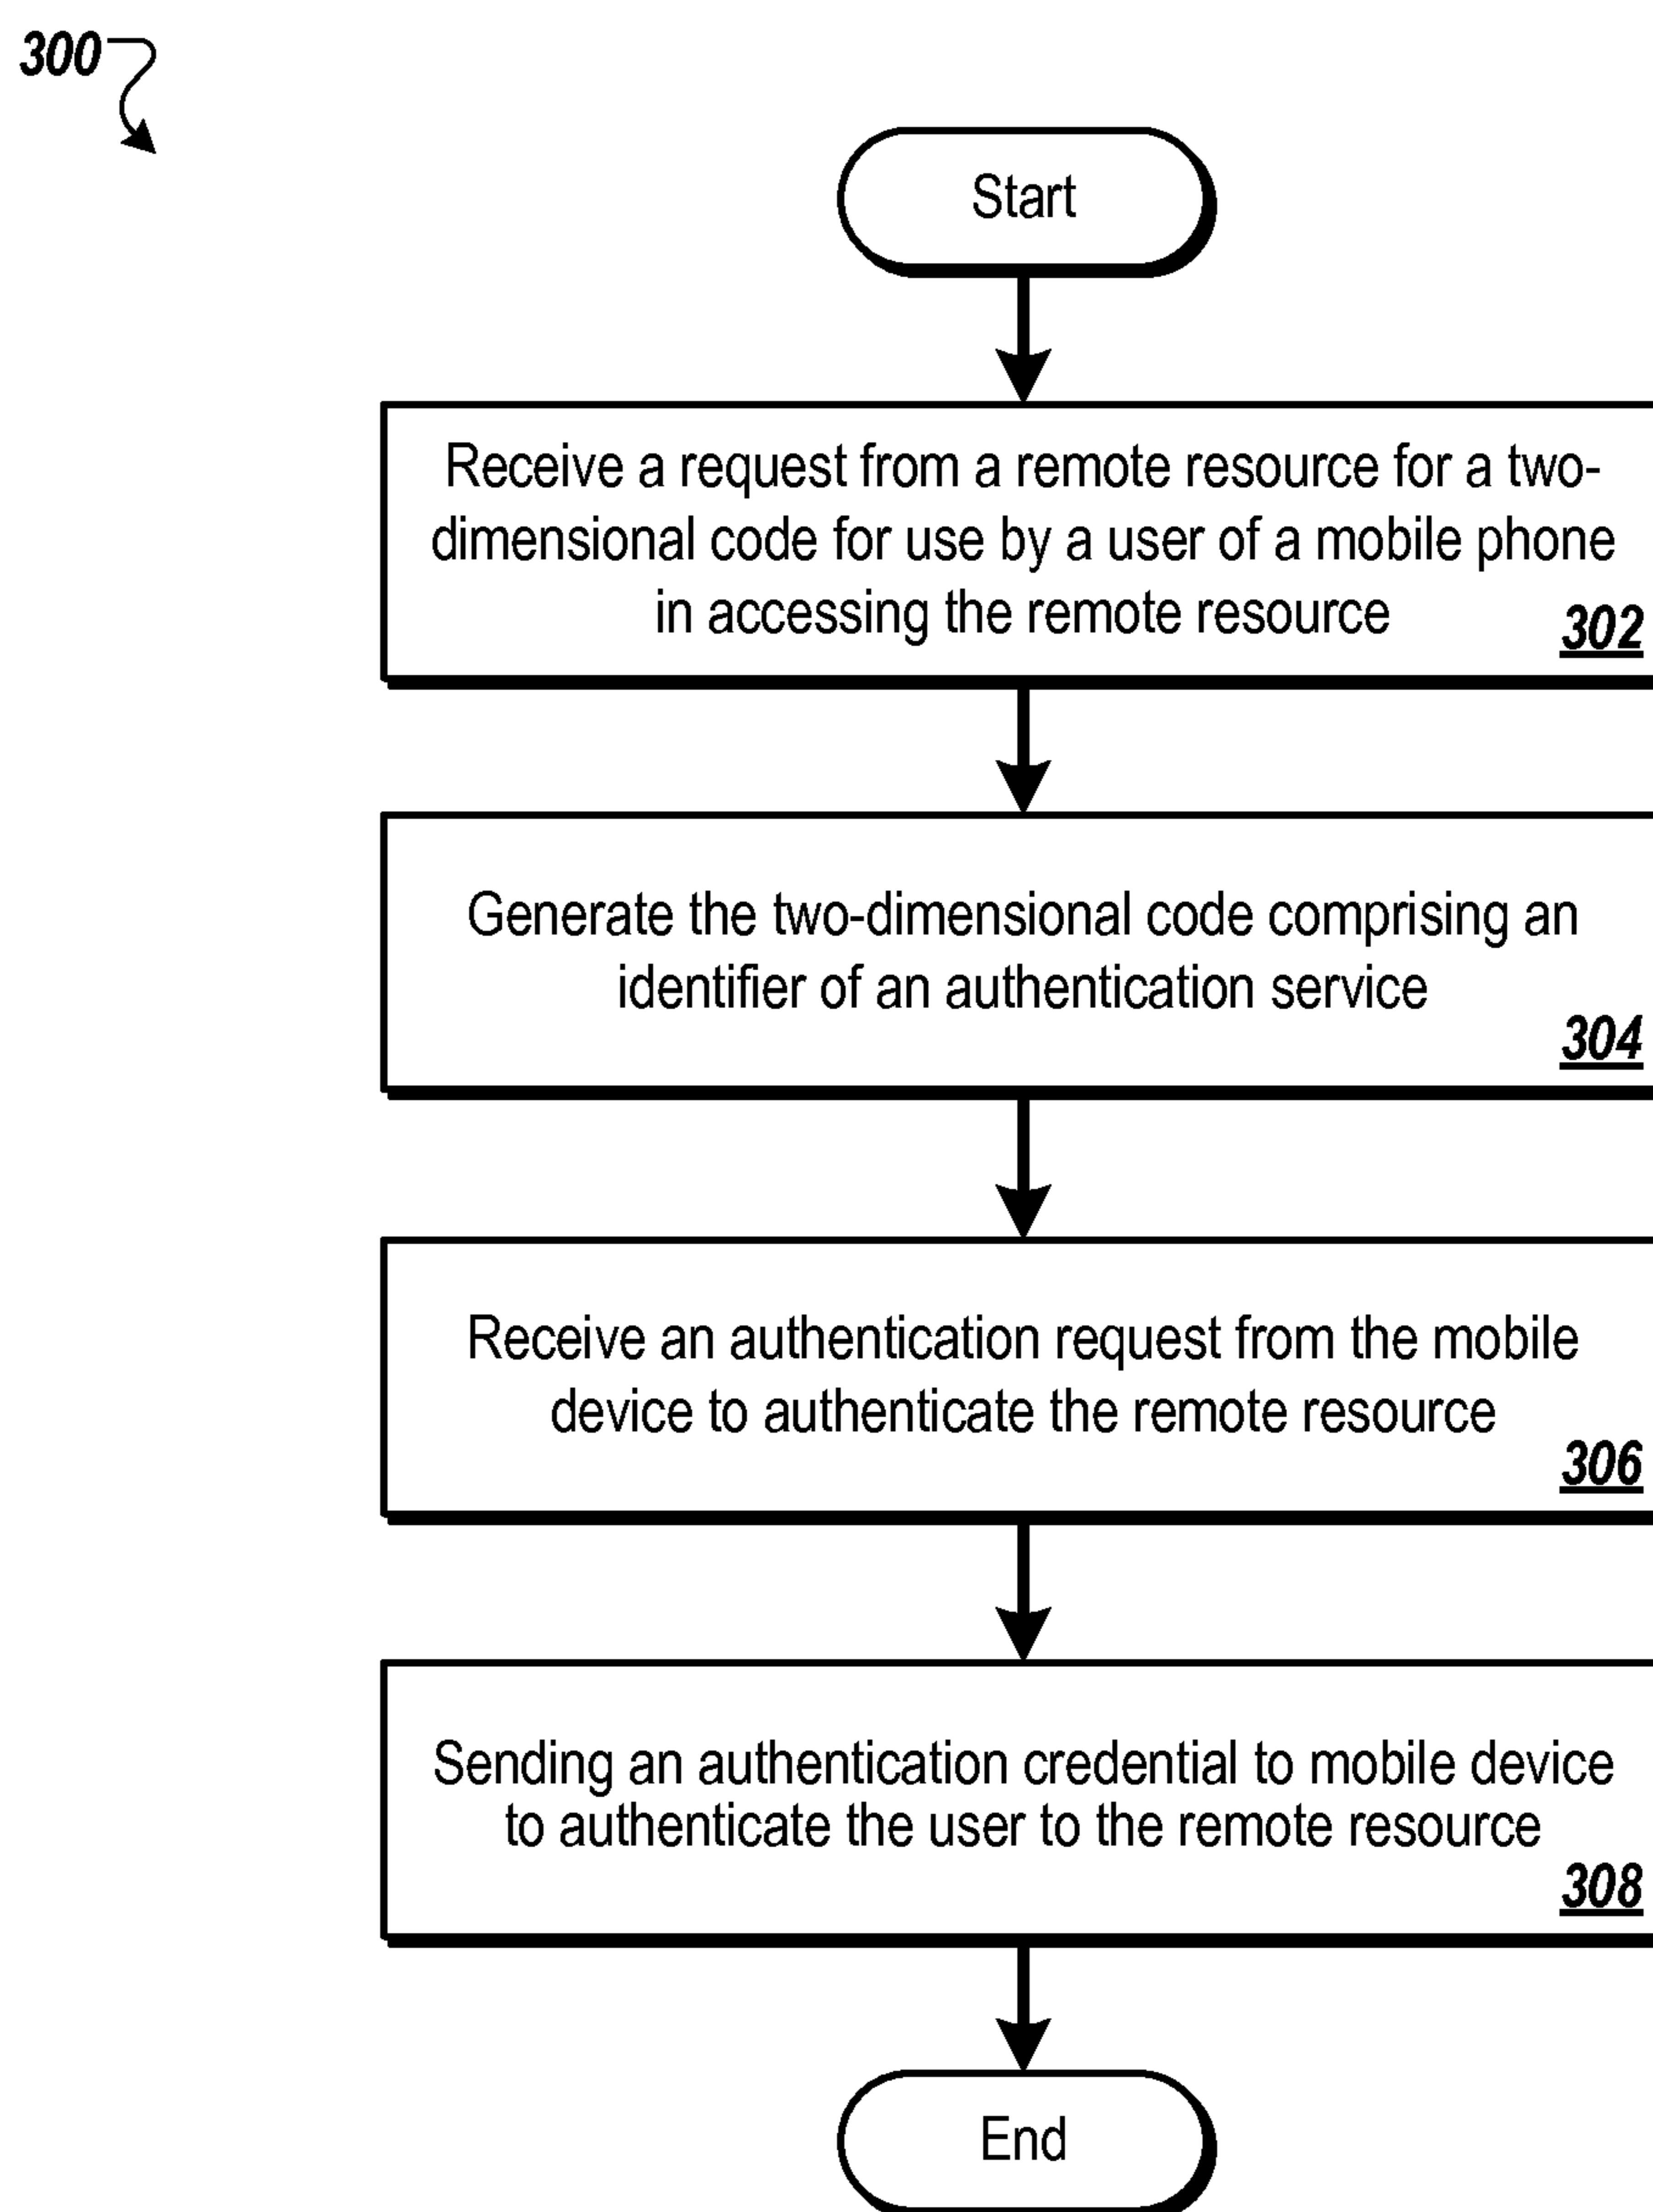 300
Start
Receive a request from a remote resource for a two-
dimensional code for use by a user of a mobile phone
in accessing the remote resource
302
Generate the two-dimensional code comprising an
identifier of an authentication service
304
Receive an authentication request from the mobile
device to authenticate the remote resource
306
Sending an authentication credential to mobile device
to authenticate the user to the remote resource
308
End